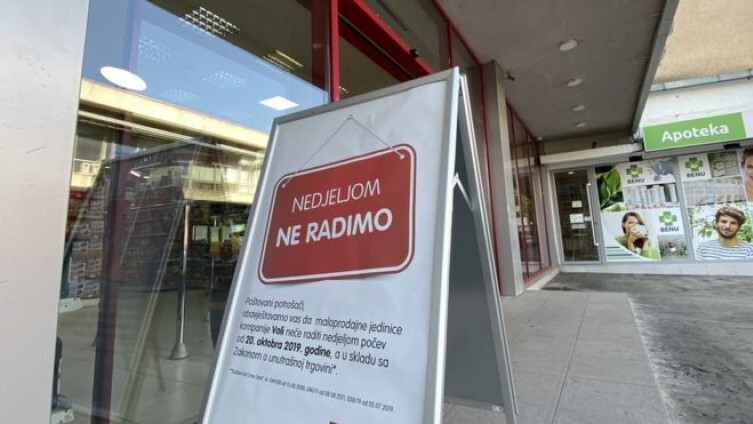 NEDJELJOM
NE RADIMO
Poštovani potrošači,
obavještavamo vas da maloprodajne jedinice
kompanije Voli neće raditi nedjeljom počev
od 20. oktobra 2019. godine, a u skladu sa
Zakonom o unutrašnjoj trgovini*.
Apoteka
BENU
BENU
BENU